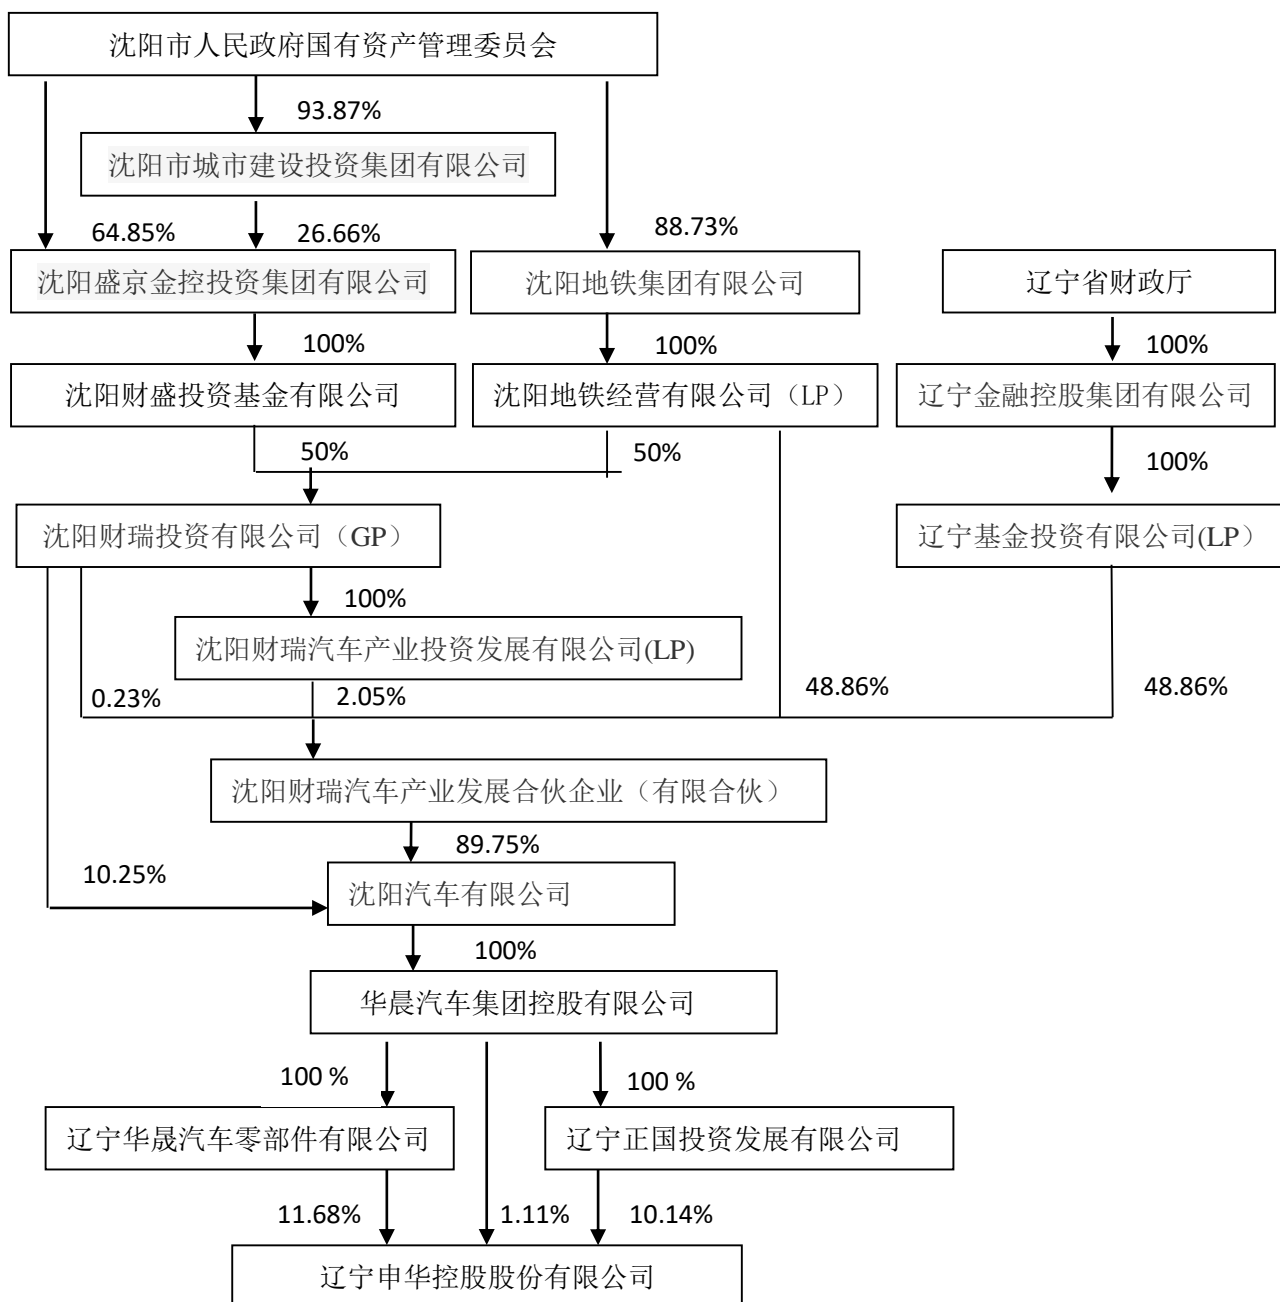 沈阳市人民政府国有资产管理委员会
93.87%
沈阳市城市建设投资集团有限公司
64.85%
26.66%
88.73%
沈阳盛京金控投资集团有限公司
沈阳地铁集团有限公司
辽宁省财政厅
100%
100%
100%
沈阳财盛投资基金有限公司
沈阳地铁经营有限公司（LP）
辽宁金融控股集团有限公司
50%
50%
100%
沈阳财瑞投资有限公司（GP）
辽宁基金投资有限公司(LP）
100%
沈阳财瑞汽车产业投资发展有限公司(LP)
0.23%
2.05%
48.86%
48.86%
沈阳财瑞汽车产业发展合伙企业（有限合伙）
89.75%
10.25%
沈阳汽车有限公司
100%
华晨汽车集团控股有限公司
100 %
100 %
辽宁华晟汽车零部件有限公司
辽宁正国投资发展有限公司
11.68%
1.11%
10.14%
辽宁申华控股股份有限公司